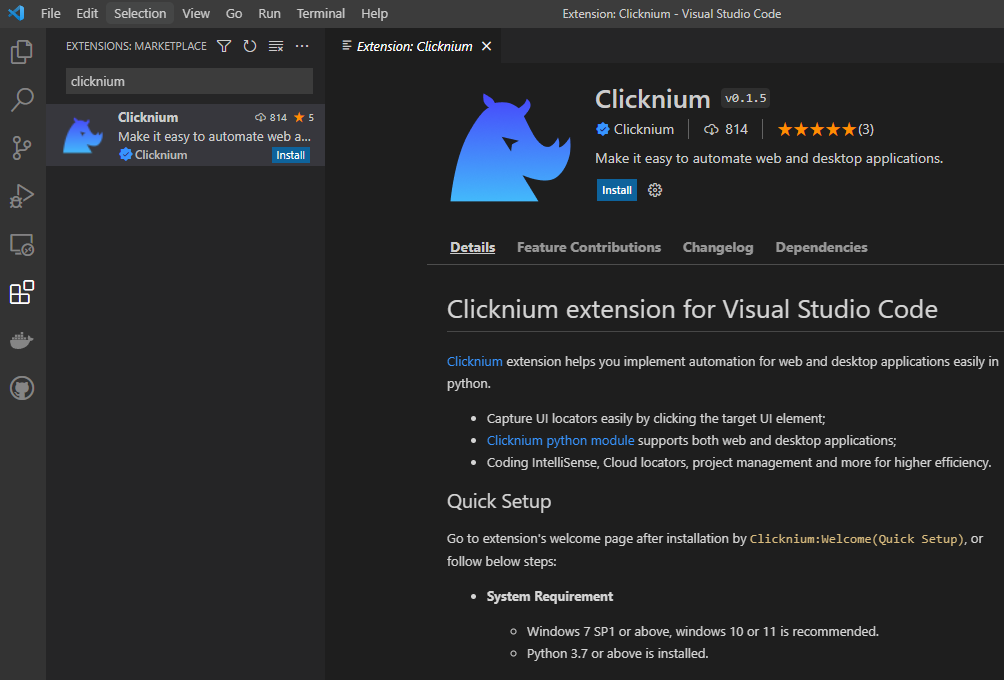 File Edit Selection View Go Run Terminal Help Extension: Clicknium - Visual Studio Code
EXTENSIONS: MARKETPLACE
clicknium
Clicknium 814 5
Make it easy to automate web a...
Clicknium Install
Extension: Clicknium
Clicknium v0.1.5
Clicknium 814 (3)
Make it easy to automate web and desktop applications.
Install
Details Feature Contributions Changelog Dependencies
Clicknium extension for Visual Studio Code
Clicknium extension helps you implement automation for web and desktop applications easily in
python.
• Capture UI locators easily by clicking the target UI element;
• Clicknium python module supports both web and desktop applications;
• Coding IntelliSense, Cloud locators, project management and more for higher efficiency.
Quick Setup
Go to extension's welcome page after installation by Clicknium:Welcome(Quick Setup), or
follow below steps:
• System Requirement
○ Windows 7 SP1 or above, windows 10 or 11 is recommended.
○ Python 3.7 or above is installed.